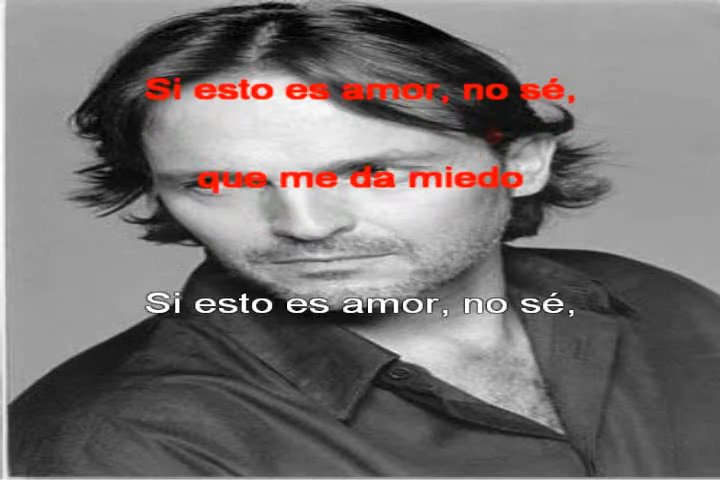 Si esto es amor, no sé,
que me da miedo
Si esto es amor, no sé,